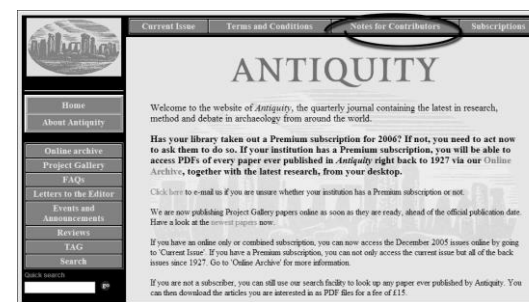 Current Issue Terms and Conditions Notes for Contributors Subscriptions
ANTIQUITY
Home
About Antiquity
Online archive
Project Gallery
FAQs
Letters to the Editor
Events and
Announcements
Reviews
TAG
Search
Quick search
Welcome to the website of Antiquity, the quarterly journal containing the latest in research,
method and debate in archaeology from around the world.
Has your library taken out a Premium subscription for 2006? If not, you need to act now
to ask them to do so. If your institution has a Premium subscription, you will be able to
access PDFs of every paper ever published in Antiquity right back to 1927 via our Online
Archive, together with the latest research, from your desktop.
Click here to e-mail us if you are unsure whether your institution has a Premium subscription or not.
We are now publishing Project Gallery papers online as soon as they are ready, ahead of the official publication date.
Have a look at the newest papers now.
If you have an online only or combined subscription, you can now access the December 2005 issues online by going
to 'Current Issue'. If you have a Premium subscription, you can not only access the current issue but all of the back
issues since 1927. Go to 'Online Archive' for more information.
If you are not a subscriber, you can still use our search facility to look up any paper ever published by Antiquity. You
can then download the articles you are interested in as PDF files for a fee of £15.